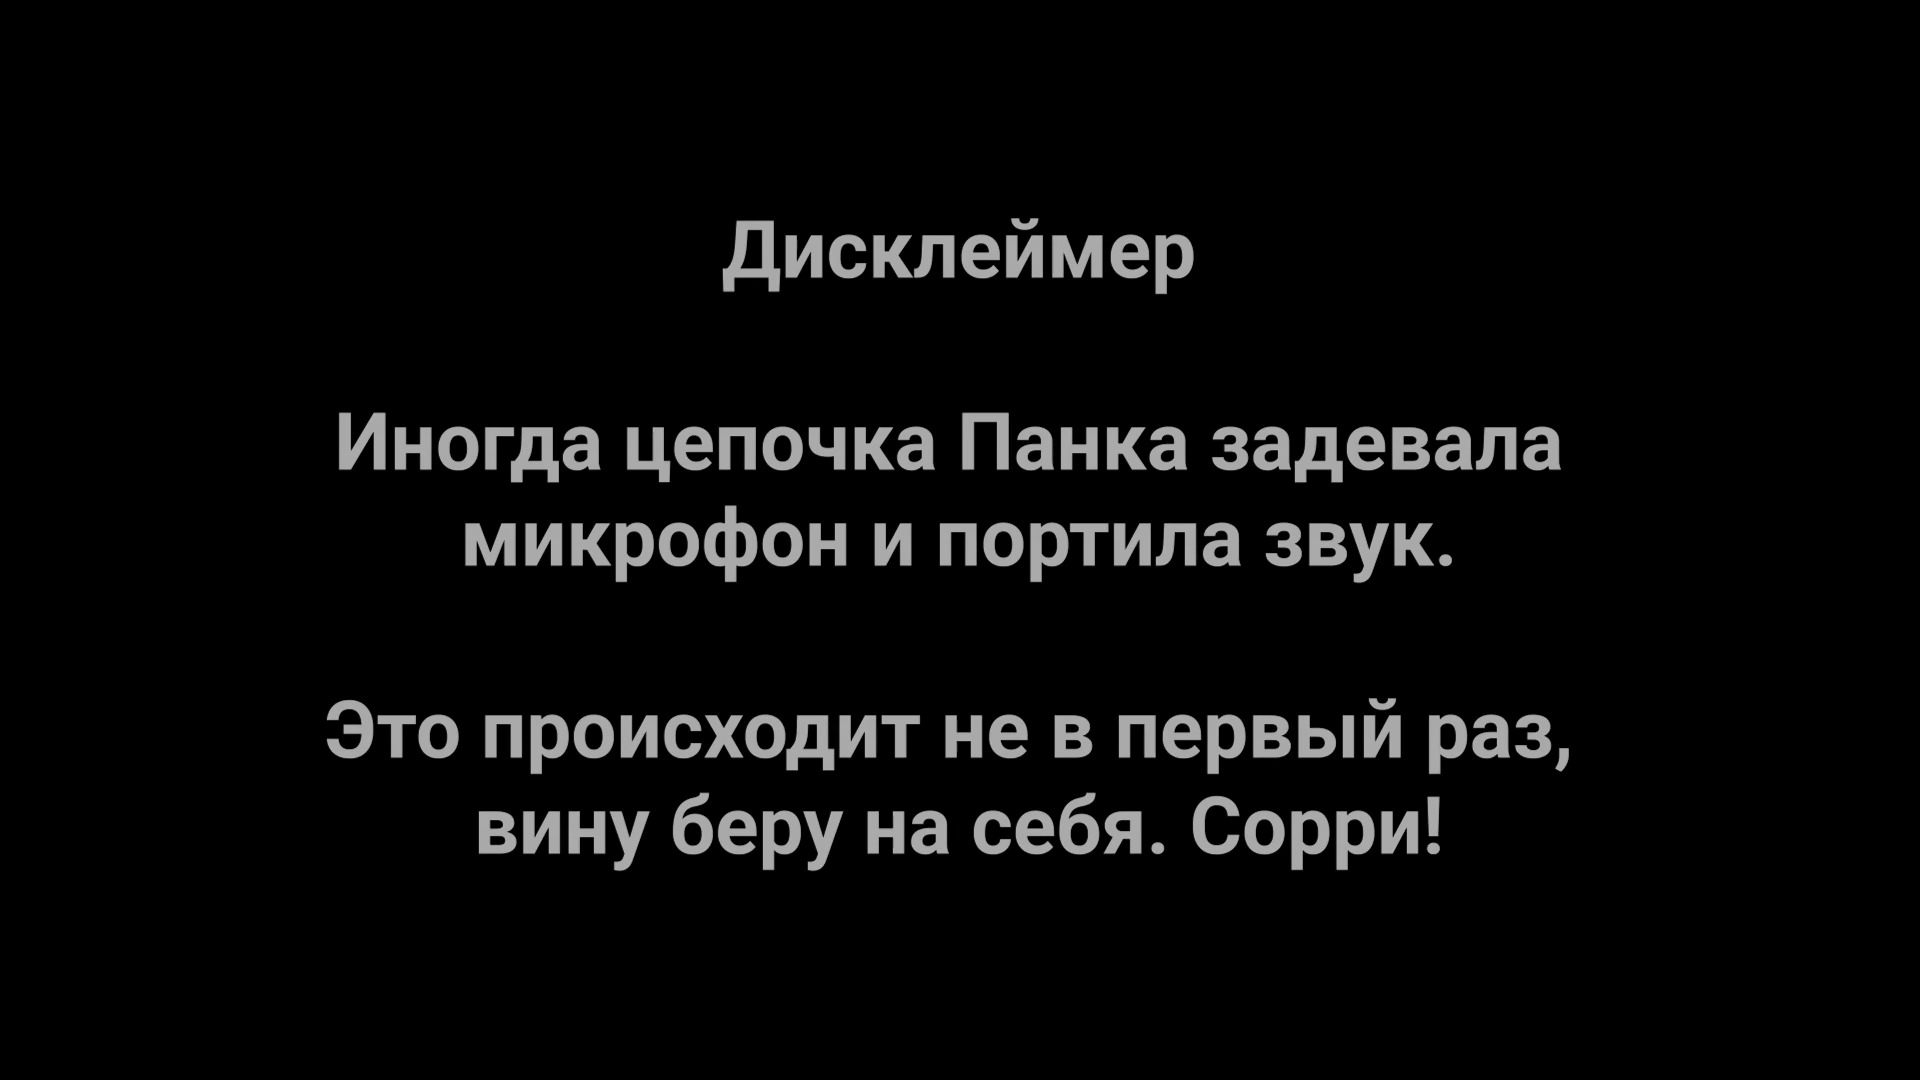 Дисклеймер
Иногда цепочка Панка задевала
микрофон и портила звук.
Это происходит не в первый раз,
вину беру на себя. Сорри!